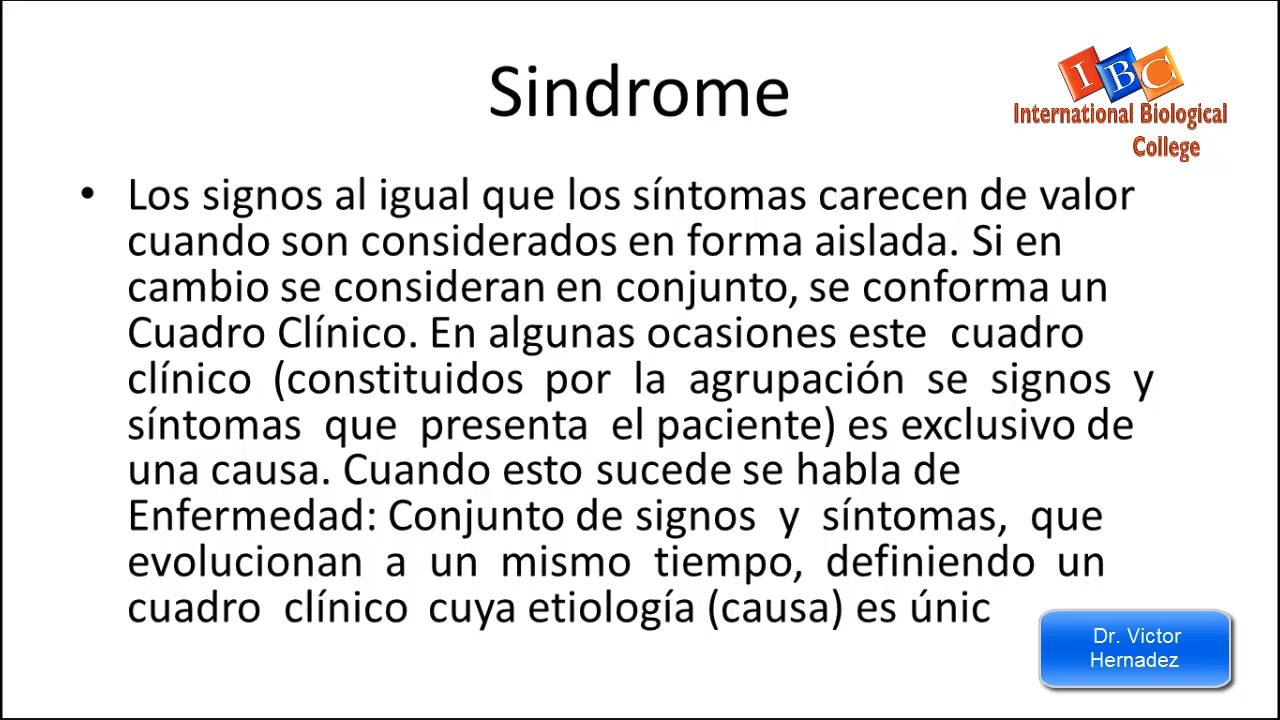 Sindrome
IBC
International Biological
College
• Los signos al igual que los síntomas carecen de valor
cuando son considerados en forma aislada. Si en
cambio se consideran en conjunto, se conforma un
Cuadro Clínico. En algunas ocasiones este cuadro
clínico (constituidos por la agrupación se signos y
síntomas que presenta el paciente) es exclusivo de
una causa. Cuando esto sucede se habla de
Enfermedad: Conjunto de signos y síntomas, que
evolucionan a un mismo tiempo, definiendo un
cuadro clínico cuya etiología (causa) es únic
Dr. Victor
Hernadez